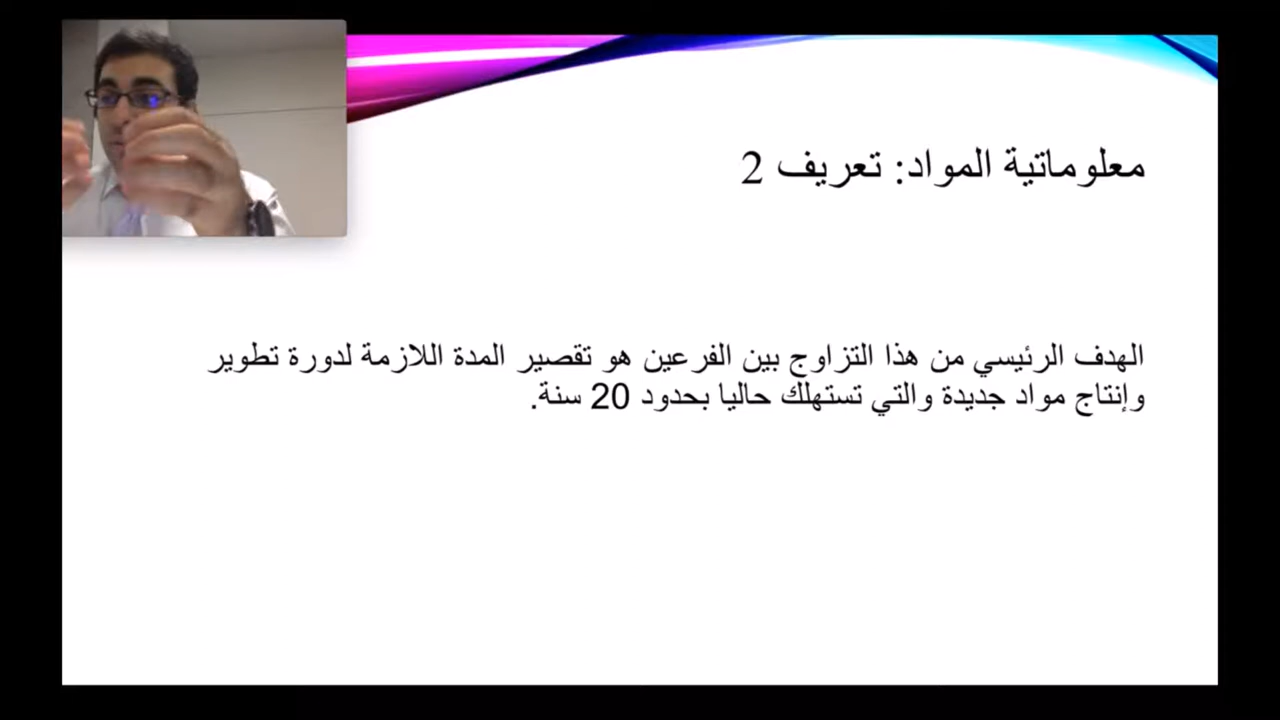 معلوماتية المواد: تعريف 2
الهدف الرئيسي من هذا التزاوج بين الفرعين هو تقصير المدة اللازمة لدورة تطوير
وإنتاج مواد جديدة والتي تستهلك حاليا بحدود 20 سنة.